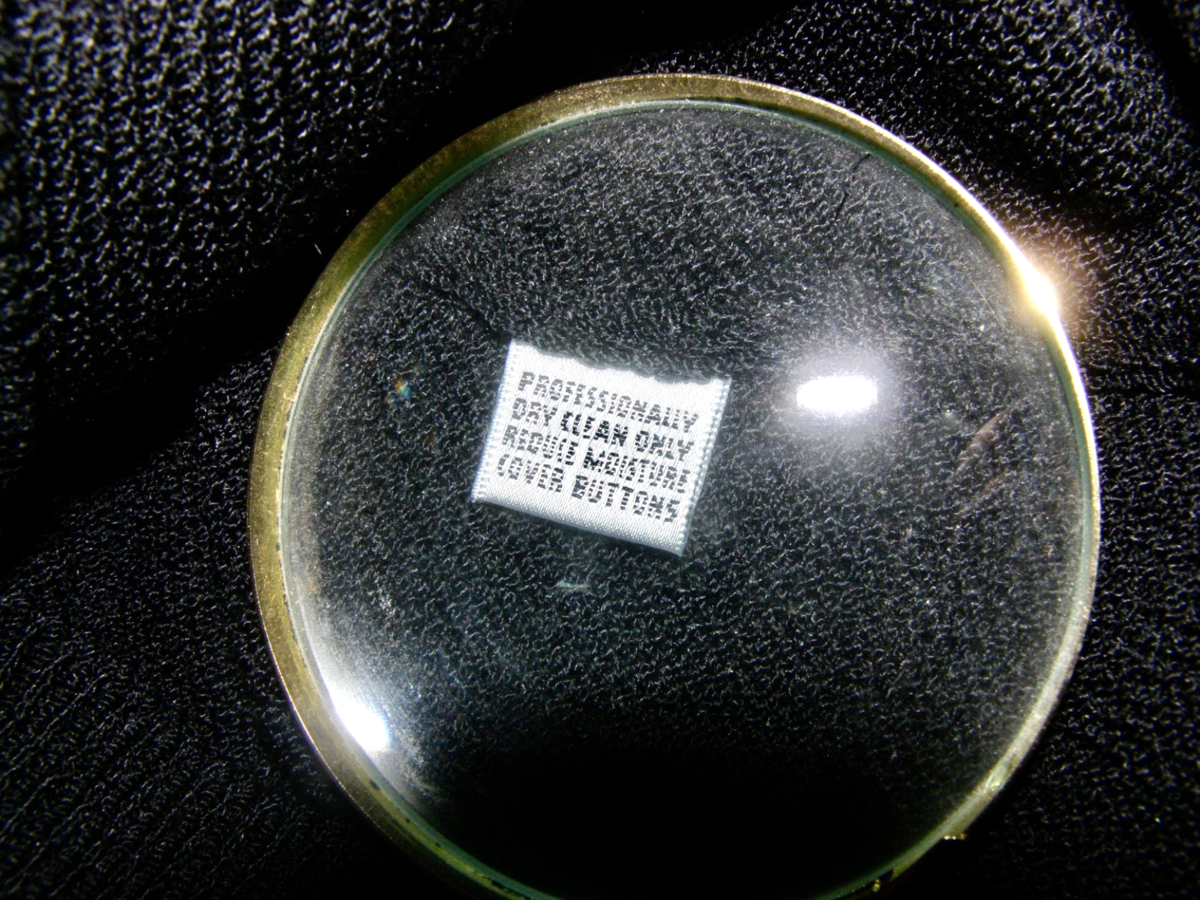 PROFESSIONALLY
DRY CLEAN ONLY
REDUCE MOISTURE
COVER BUTTONS